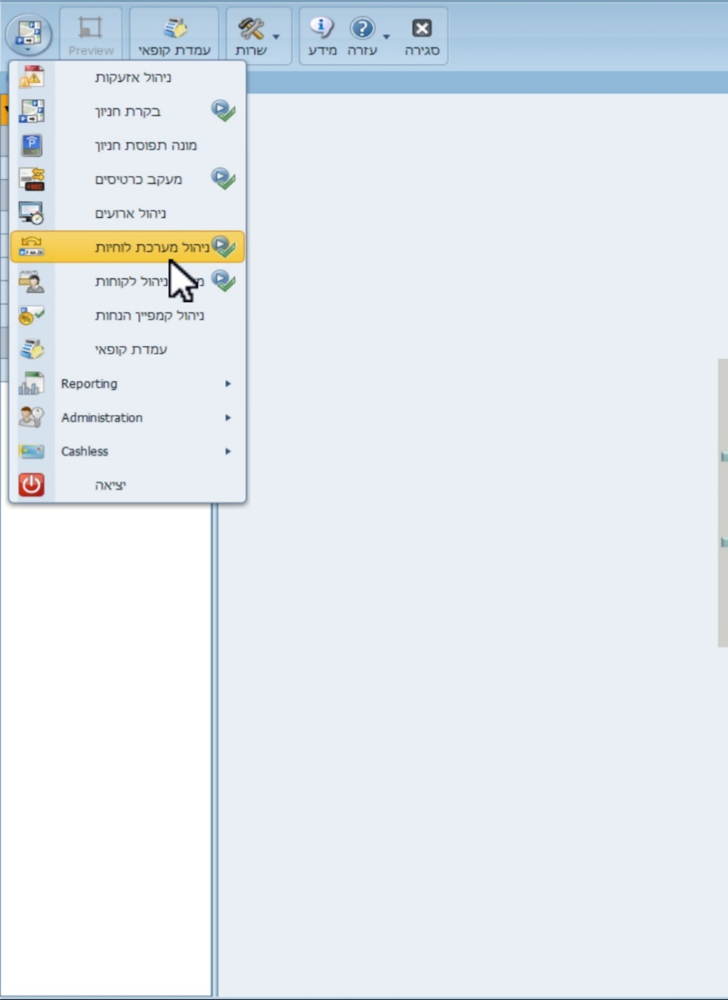 Preview
עמדת קופאי
שרות
מידע
עזרה
סגירה
ניהול אזעקות
בקרת חניון
מונה תפוסת חניון
מעקב כרטיסים
ניהול ארועים
ניהול מערכת לוחיות
ניהול לקוחות
ניהול קמפיין הנחות
עמדת קופאי
Reporting
Administration
Cashless
יציאה